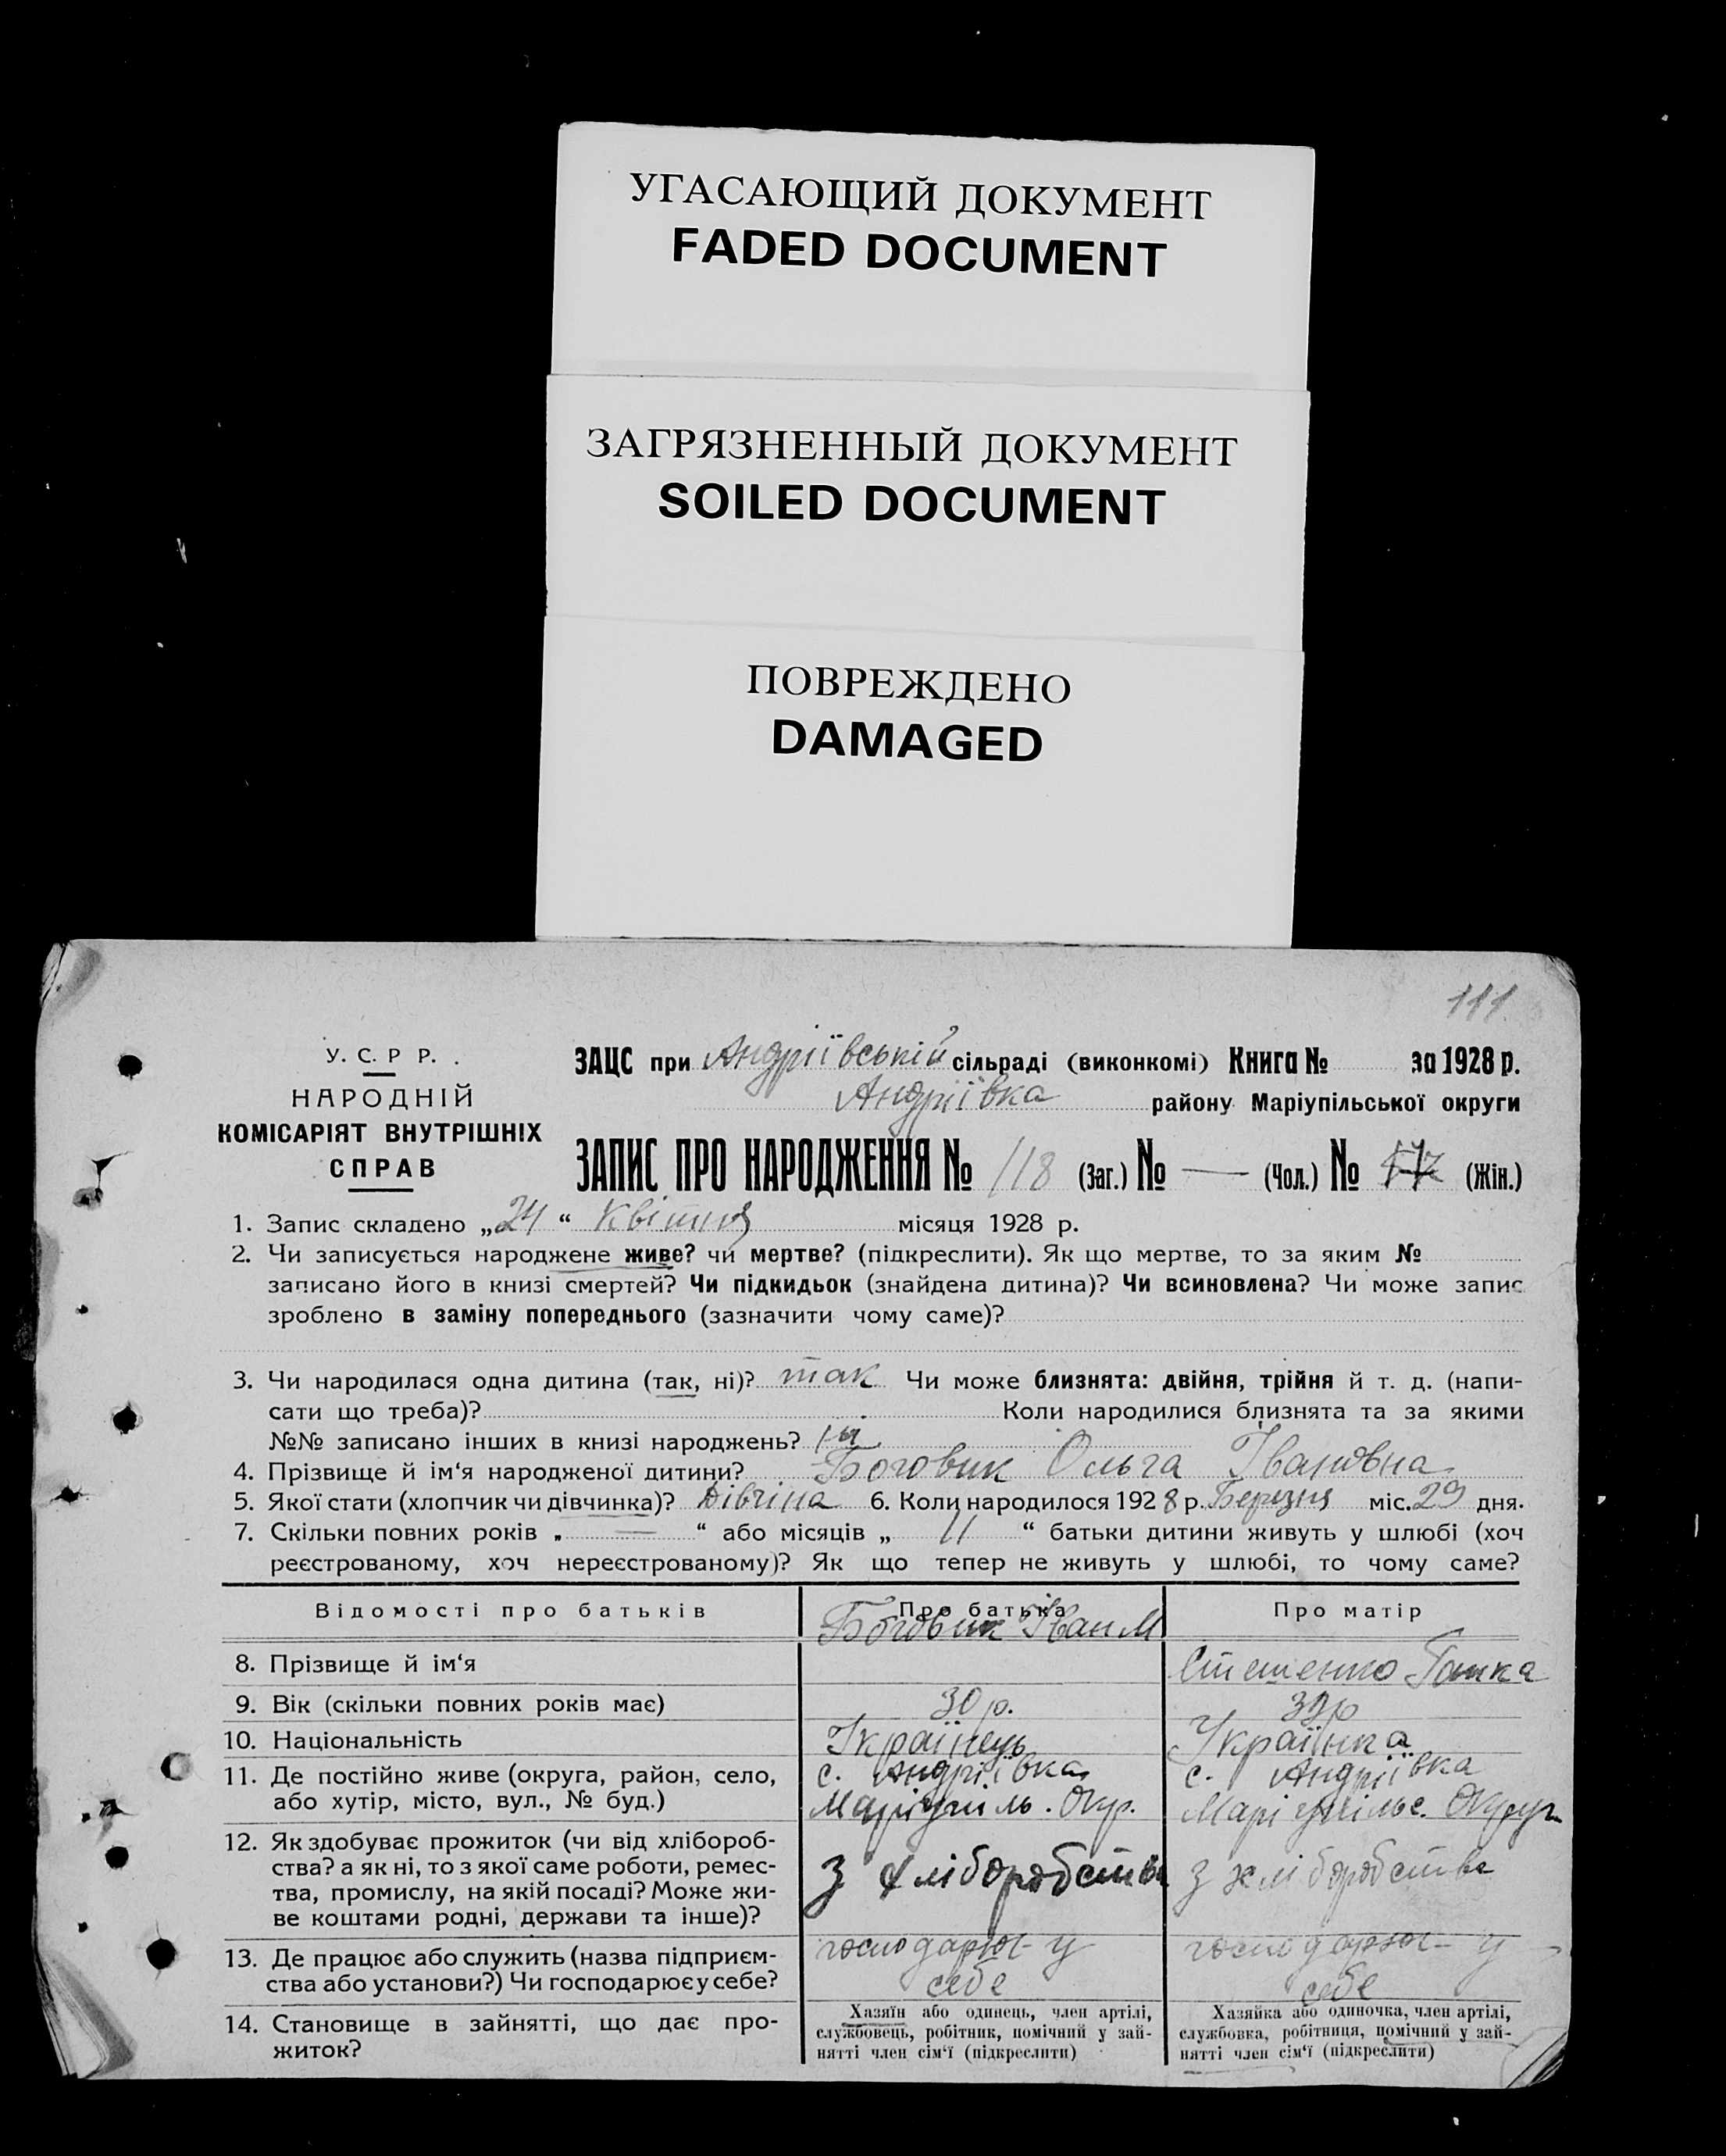 УГАСАЮЩИЙ ДОКУМЕНТ
FADED DOCUMENT
ЗАГРЯЗНЕННЫЙ ДОКУМЕНТ
SOILED DOCUMENT
ПОВРЕЖДЕНО
DAMAGED
111
У. С. Р Р.
НАРОДНІЙ
КОМІСАРІЯТ ВНУТРІШНІХ
СПРАВ
ЗАЦС при Андріївській сільраді (виконкомі) Книга № за 1928 р.
Андріївка району Маріупільської округи
ЗАПИС ПРО НАРОДЖЕННЯ № 118 (Заг.) № — (Чол.) № (Жін.)
1. Запис складено „24“ Квітня місяця 1928 р.
2. Чи записується народжене живе? чи мертве? (підкреслити). Як що мертве, то за яким №
записано його в книзі смертей? Чи підкидьок (знайдена дитина)? Чи всиновлена? Чи може запис
зроблено в заміну попереднього (зазначити чому саме)?
3. Чи народилася одна дитина (так, ні)? так Чи може близнята: двійня, трійня й т. д. (напи-
сати що треба)? Коли народилися близнята та за якими
№№ записано інших в книзі народжень?
4. Прізвище й ім‘я народженої дитини? Боговик Ольга Івановна
5. Якої стати (хлопчик чи дівчинка)? Дівчіна 6. Коли народилося 1928 р. Березня міс. 29 дня.
7. Скільки повних років „ — “ або місяців „ 11 “ батьки дитини живуть у шлюбі (хоч
реєстрованому, хоч нереєстрованому)? Як що тепер не живуть у шлюбі, то чому саме?
Відомості про батьків Про батька Про матір
Боговик Іван М
8. Прізвище й ім‘я Стешенко
9. Вік (скільки повних років має) 30 р.
10. Національність Українець Українка
11. Де постійно живе (округа, район, село, с. Андріївка с. Андріївка
або хутір, місто, вул., № буд.) Маріупіль. Окр. Маріупільс. Округи
12. Як здобуває прожиток (чи від хлібороб-
ства? а як ні, то з якої саме роботи, ремес- З хліборобства З хліборобства
тва, промислу, на якій посаді? Може жи-
ве коштами родні, держави та інше)?
13. Де працює або служить (назва підприєм- господарює у господарює у
ства або установи?) Чи господарює у себе? себе себе
14. Становище в зайнятті, що дає про-
житок?
Хазяїн або одинець, член артілі,
службовець, робітник, помічний у зай-
нятті член сім‘ї (підкреслити)
Хазяйка або одиночка, член артілі,
службовка, робітниця, помічний у зай-
нятті член сім‘ї (підкреслити)